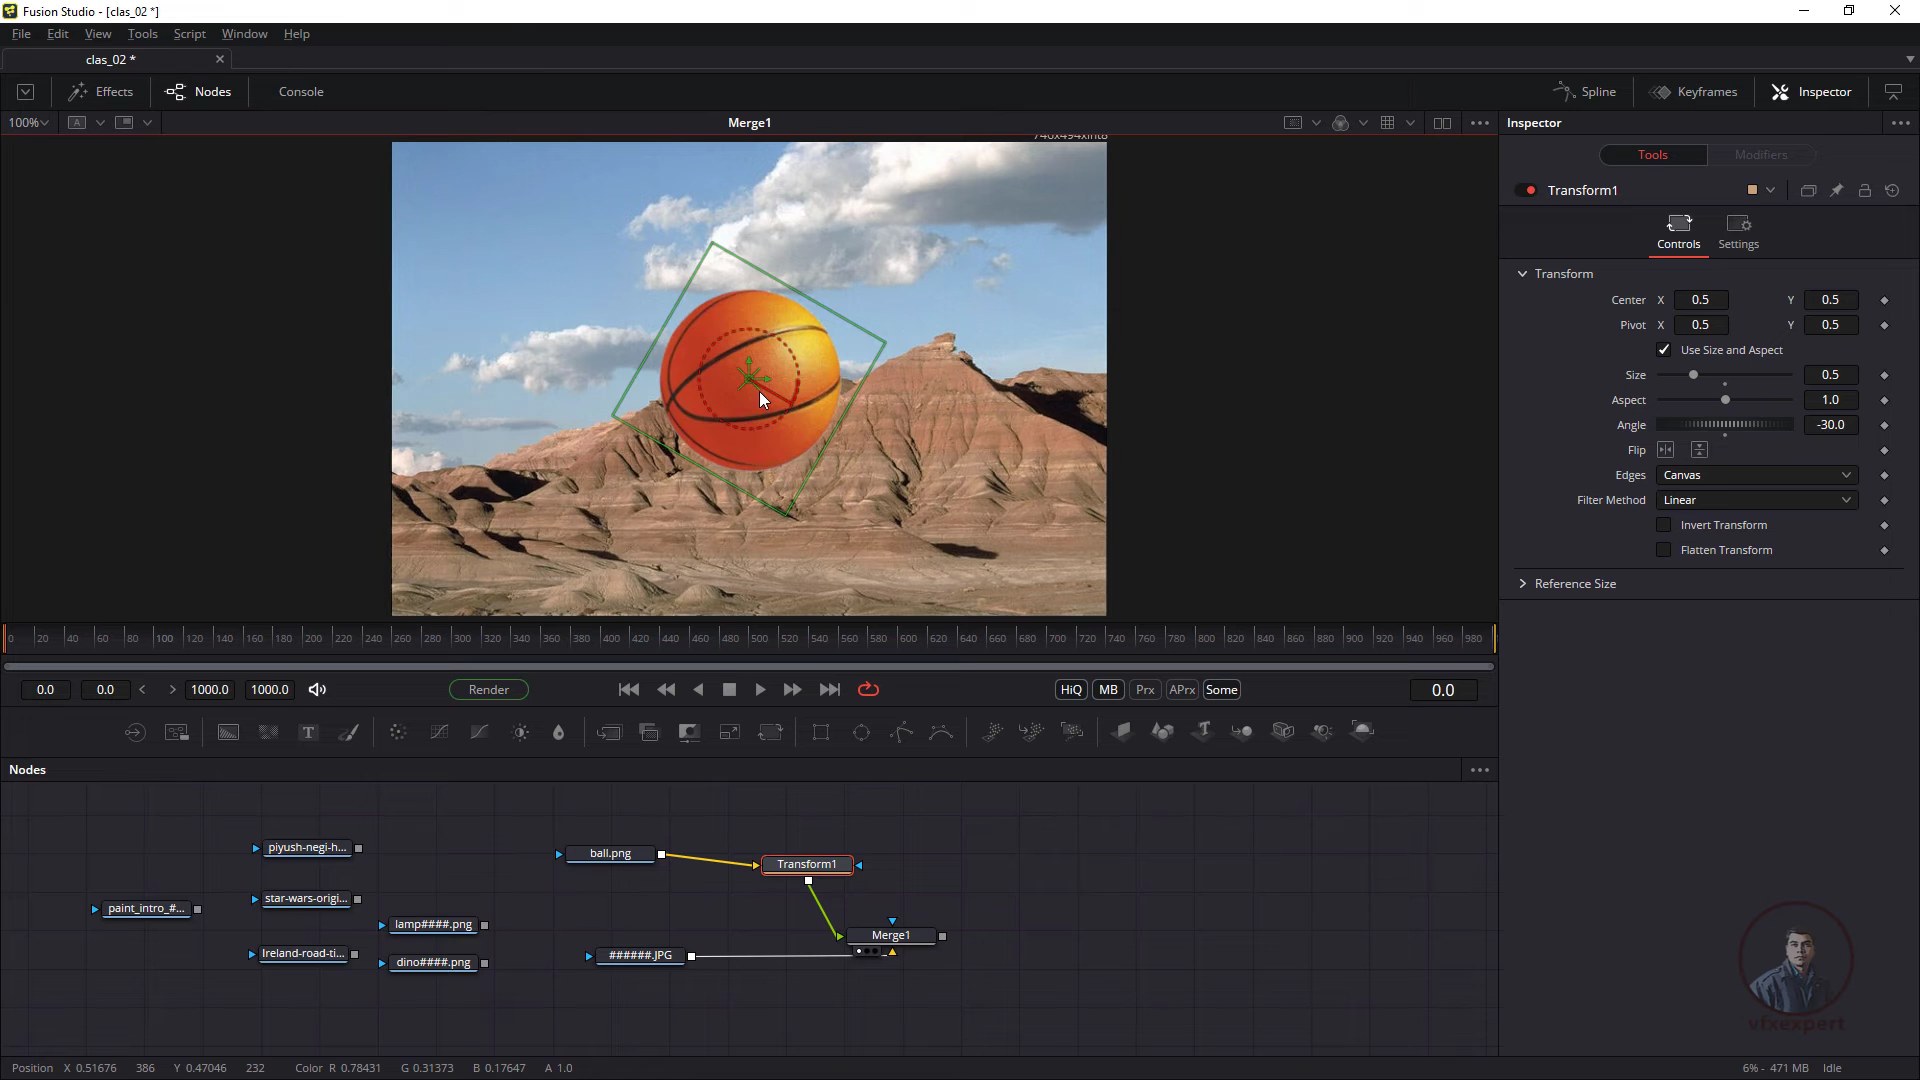 Fusion Studio - [clas_02 *]
File Edit View Tools Script Window Help
clas_02 *
Effects Nodes Console Spline Keyframes Inspector
100% A Merge1 Inspector
740x494xint8
Tools Modifiers
Transform1
Controls Settings
Transform
Center X 0.5 Y 0.5
Pivot X 0.5 Y 0.5
Use Size and Aspect
Size 0.5
Aspect 1.0
Angle -30.0
Flip
Edges Canvas
Filter Method Linear
Invert Transform
Flatten Transform
Reference Size
0 20 40 60 80 100 120 140 160 180 200 220 240 260 280 300 320 340 360 380 400 420 440 460 480 500 520 540 560 580 600 620 640 660 680 700 720 740 760 780 800 820 840 860 880 900 920 940 960 980
0.0 0.0 < > 1000.0 1000.0 Render HiQ MB Prx APrx Some 0.0
T T
Nodes
piyush-negi-h...
ball.png
Transform1
star-wars-origi...
paint_intro_#...
lamp####.png
Merge1
Ireland-road-ti...
######.JPG
dino####.png
vfxexpert
Position X 0.51676 386 Y 0.47046 232 Color R 0.78431 G 0.31373 B 0.17647 A 1.0 6% - 471 MB Idle